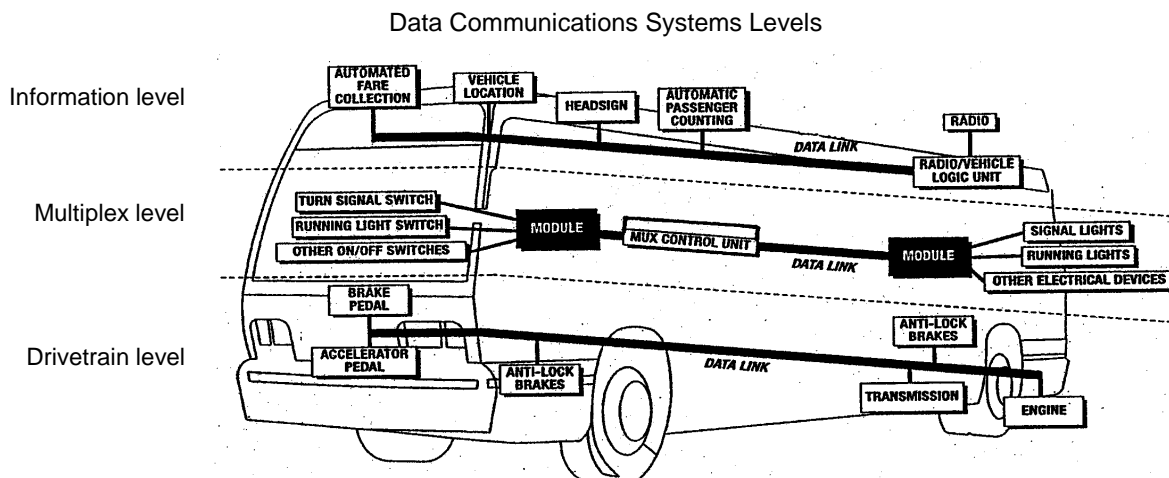 Data Communications Systems Levels
Information level
AUTOMATED
FARE
COLLECTION
VEHICLE
LOCATION
HEADSIGN
AUTOMATIC
PASSENGER
COUNTING
RADIO
DATA LINK
RADIO/VEHICLE
LOGIC UNIT
Multiplex level
TURN SIGNAL SWITCH
RUNNING LIGHT SWITCH
OTHER ON/OFF SWITCHES
MODULE
MUX CONTROL UNIT
DATA LINK
MODULE
SIGNAL LIGHTS
RUNNING LIGHTS
OTHER ELECTRICAL DEVICES
Drivetrain level
BRAKE
PEDAL
ACCELERATOR
PEDAL
ANTI-LOCK
BRAKES
DATA LINK
ANTI-LOCK
BRAKES
TRANSMISSION
ENGINE